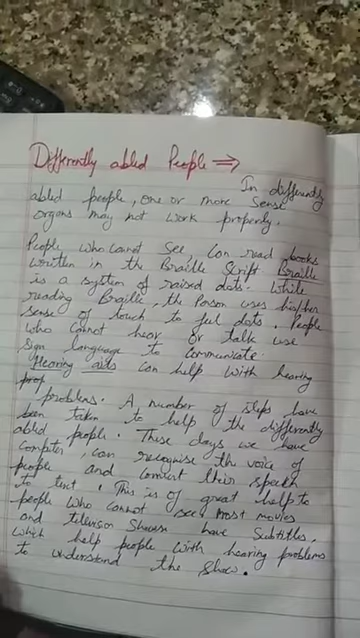 Differently abled People ⇒
In differently
abled people, one or more sense
organs may not work properly.
People who cannot see, can read books
written in the Braille Script Braille
is a system of raised dots. While
reading Braille, the Person uses his/her
sense of touch to feel dots. People
who cannot hear or talk use
sign language to communicate.
Hearing aids can help with hearing
prop
problems. A number of steps have
been taken to help the differently
abled people. These days we have
Computer, can recognise the voice of
people and convert their speech
to text. This is of great help to
people who cannot see Most movies
and television Shows have Subtitles,
which help people with hearing problems
to understand the show.